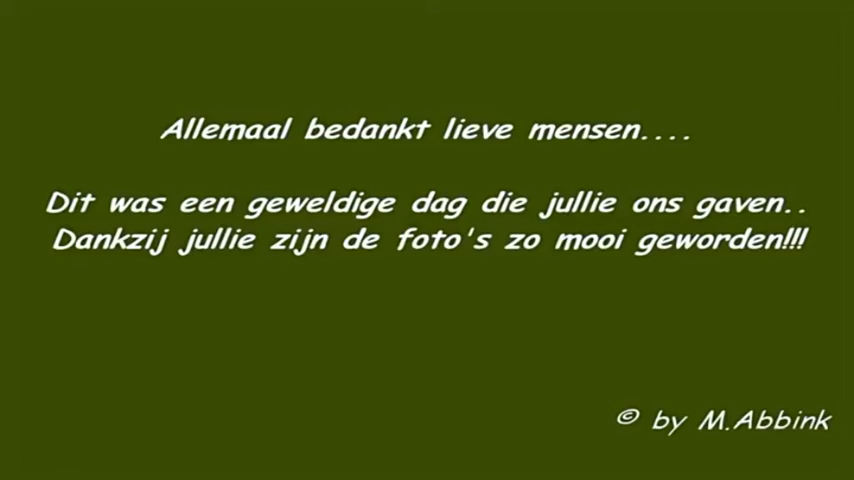 Allemaal bedankt lieve mensen....
Dit was een geweldige dag die jullie ons gaven..
Dankzij jullie zijn de foto's zo mooi geworden!!!
© by M.Abbink